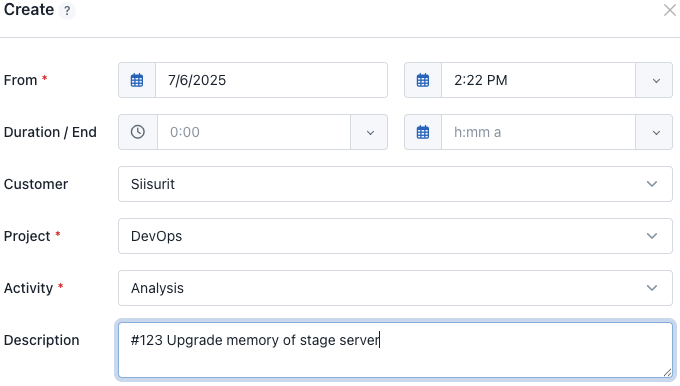 Create ?
From * 7/6/2025 2:22 PM
Duration / End 0:00 h:mm a
Customer Siisurit
Project * DevOps
Activity * Analysis
Description #123 Upgrade memory of stage server